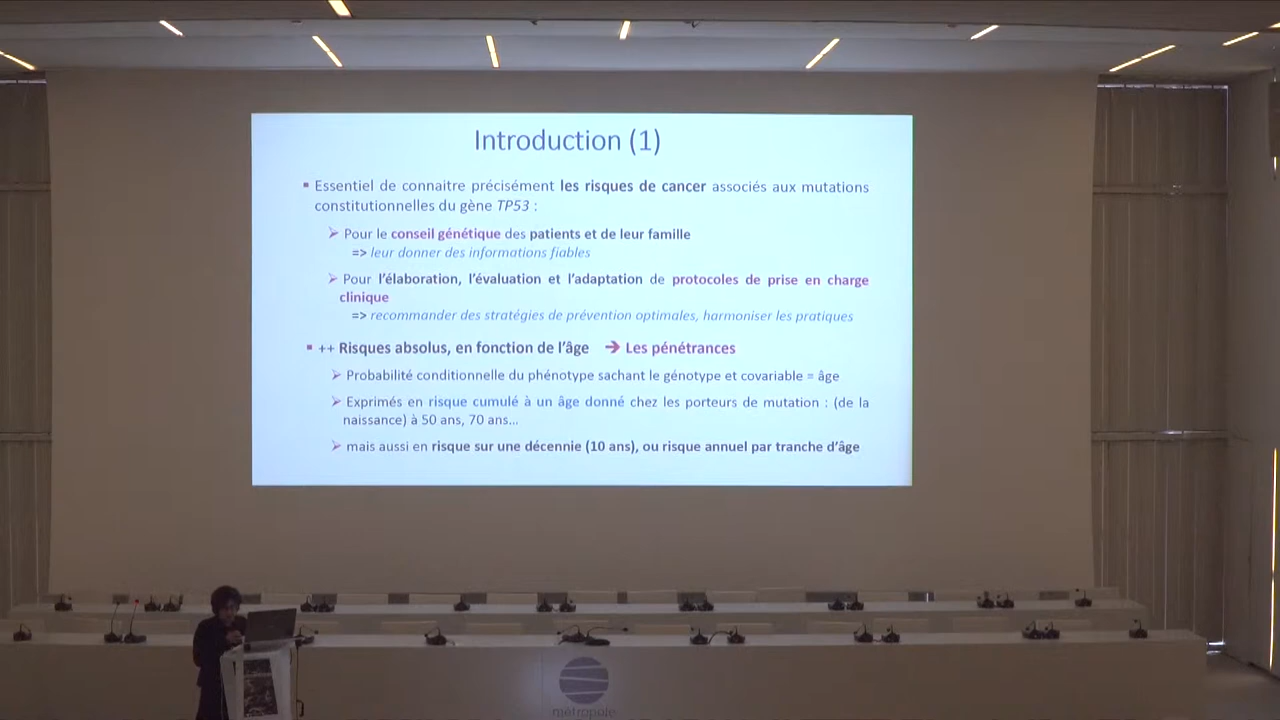 Introduction (1)
▪ Essentiel de connaitre précisément les risques de cancer associés aux mutations
constitutionnelles du gène TP53 :
➢ Pour le conseil génétique des patients et de leur famille
=> leur donner des informations fiables
➢ Pour l'élaboration, l'évaluation et l'adaptation de protocoles de prise en charge
clinique
=> recommander des stratégies de prévention optimales, harmoniser les pratiques
▪ ++ Risques absolus, en fonction de l'âge ➔ Les pénétrances
➢ Probabilité conditionnelle du phénotype sachant le génotype et covariable = âge
➢ Exprimés en risque cumulé à un âge donné chez les porteurs de mutation : (de la
naissance) à 50 ans, 70 ans...
➢ mais aussi en risque sur une décennie (10 ans), ou risque annuel par tranche d'âge
métropole